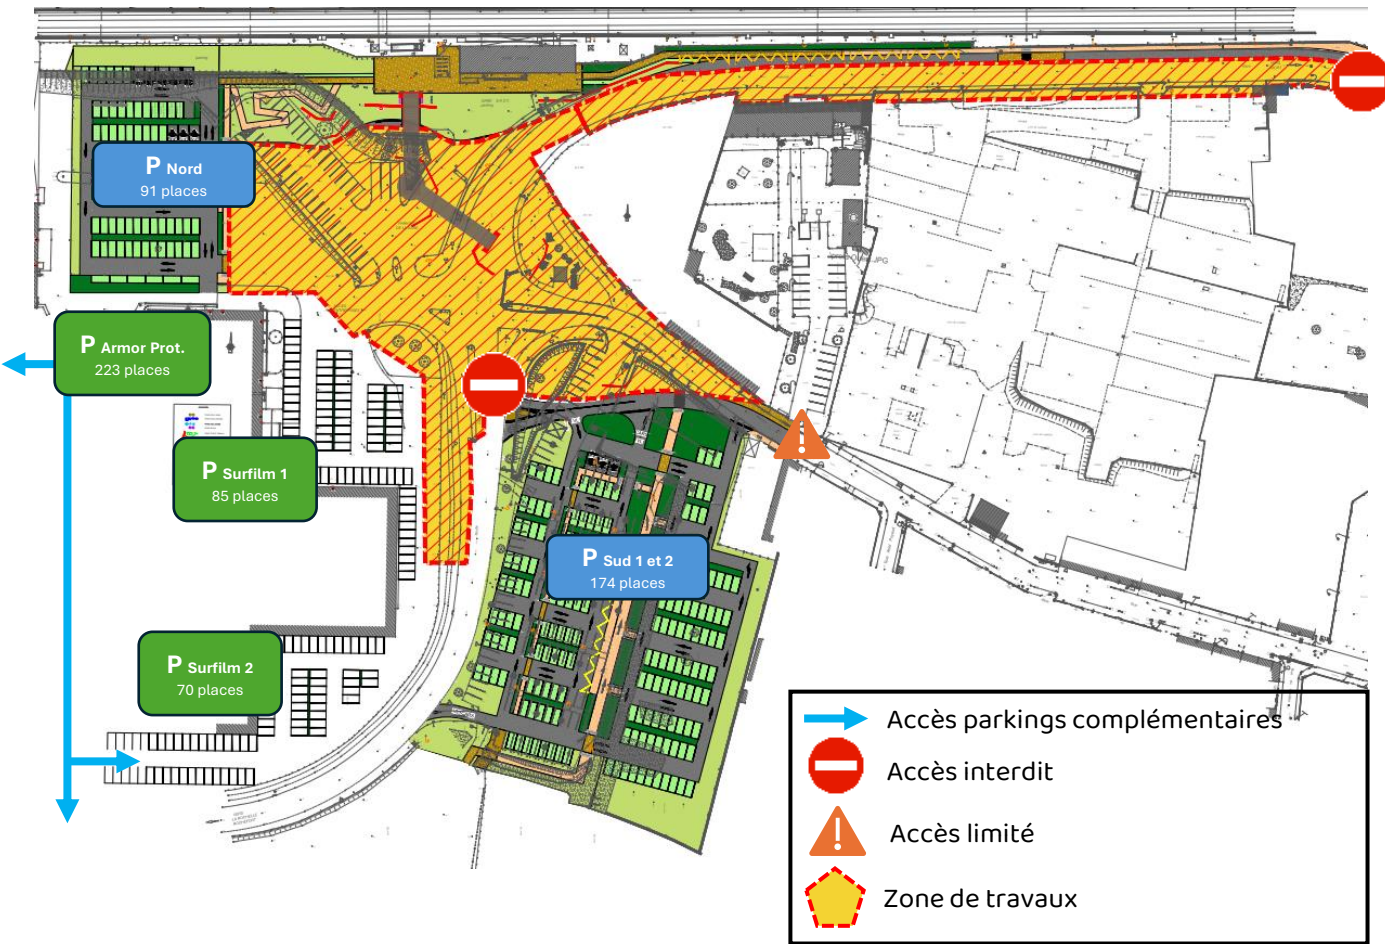 P Nord
91 places
P Armor Prot.
223 places
P Surfilm 1
85 places
P Sud 1 et 2
174 places
P Surfilm 2
70 places
Accès parkings complémentaires
Accès interdit
Accès limité
Zone de travaux